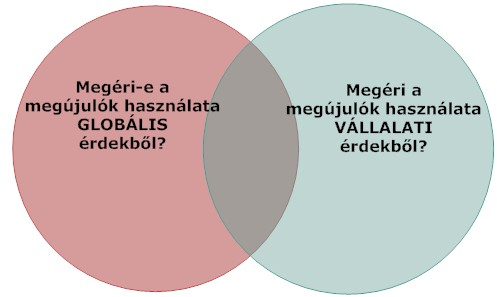 Megéri-e a
megújulók használata
GLOBÁLIS
érdekből?
Megéri a
megújulók használata
VÁLLALATI
érdekből?